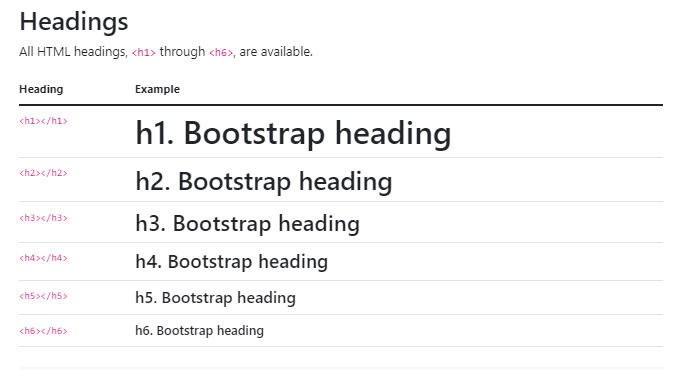 Headings
All HTML headings, <h1> through <h6>, are available.
Heading Example
<h1></h1> h1. Bootstrap heading
<h2></h2> h2. Bootstrap heading
<h3></h3> h3. Bootstrap heading
<h4></h4> h4. Bootstrap heading
<h5></h5> h5. Bootstrap heading
<h6></h6> h6. Bootstrap heading